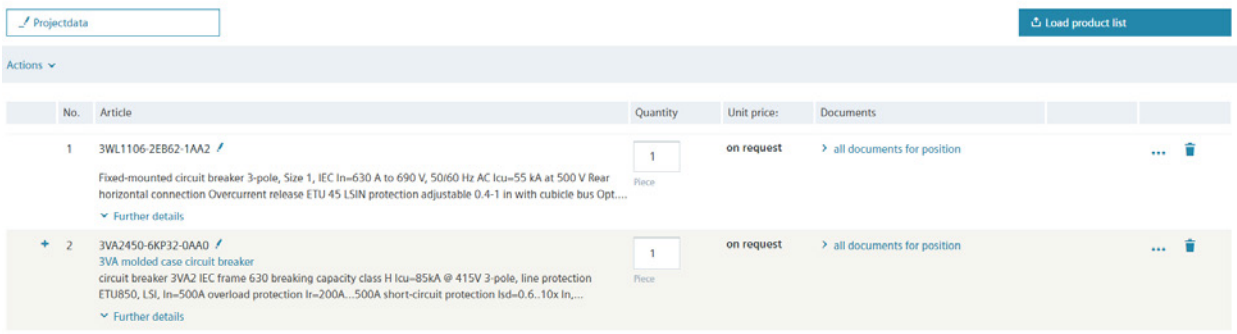 Projectdata
Load product list
Actions
No. Article Quantity Unit price: Documents
1 3WL1106-2EB62-1AA2 1 on request all documents for position ...
Fixed-mounted circuit breaker 3-pole, Size 1, IEC In=630 A to 690 V, 50/60 Hz AC Icu=55 kA at 500 V Rear Piece
horizontal connection Overcurrent release ETU 45 LSIN protection adjustable 0.4-1 in with cubicle bus Opt....
Further details
+ 2 3VA2450-6KP32-0AA0 1 on request all documents for position ...
3VA molded case circuit breaker
circuit breaker 3VA2 IEC frame 630 breaking capacity class H Icu=85kA @ 415V 3-pole, line protection Piece
ETU850, LSI, In=500A overload protection Ir=200A...500A short-circuit protection Isd=0.6..10x In,...
Further details